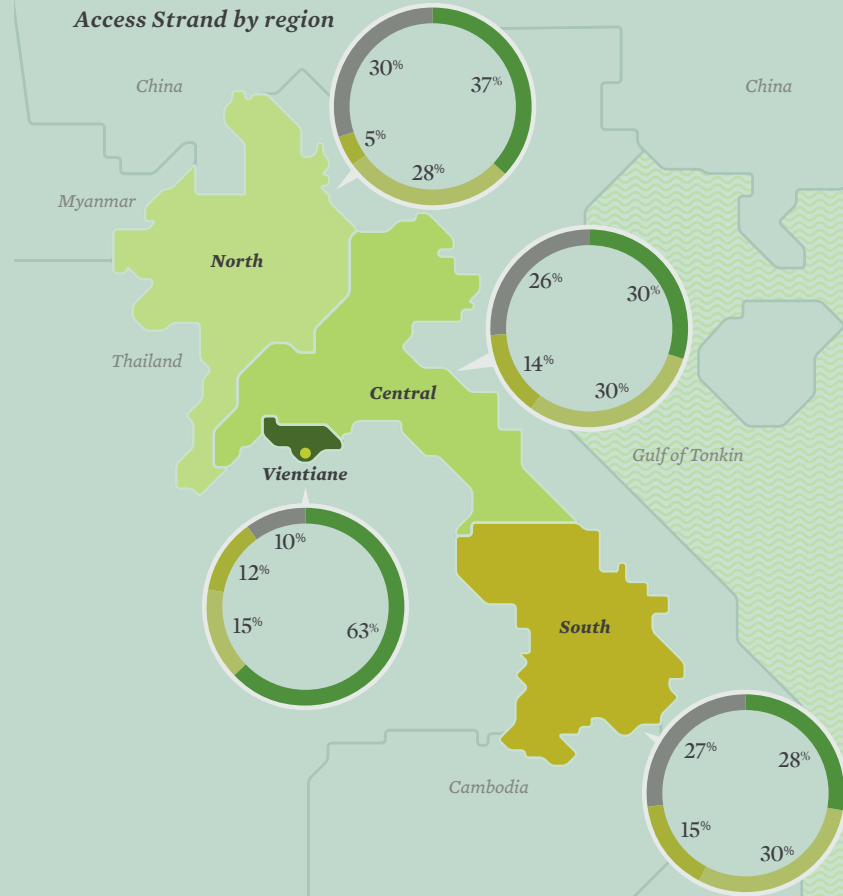 Access Strand by region
30%
37%
5%
28%
China
China
Myanmar
North
26%
30%
14%
30%
Thailand
Central
Gulf of Tonkin
Vientiane
10%
12%
15%
63%
South
27%
28%
15%
30%
Cambodia